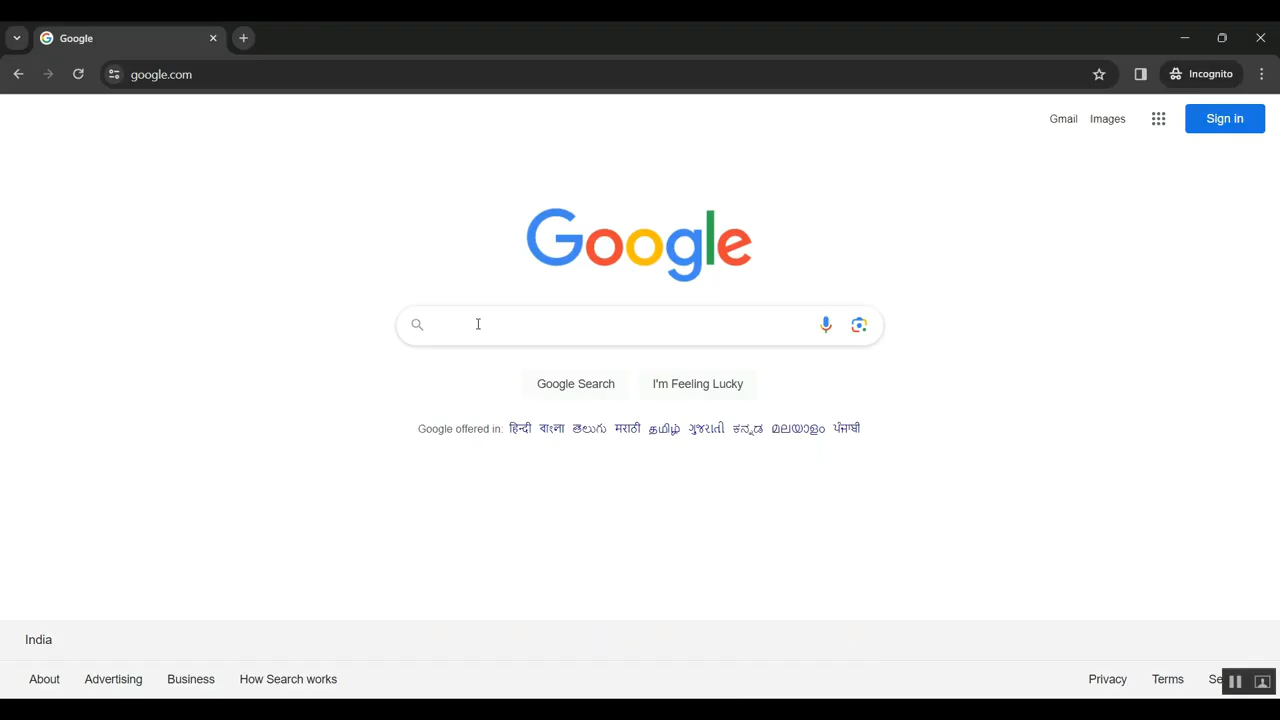 Google
google.com
Incognito
Gmail Images
Sign in
Google
Google Search I'm Feeling Lucky
Google offered in: हिन्दी বাংলা తెలుగు मराठी தமிழ் ગુજરાતી ಕನ್ನಡ മലയാളം ਪੰਜਾਬੀ
India
About Advertising Business How Search works Privacy Terms Se